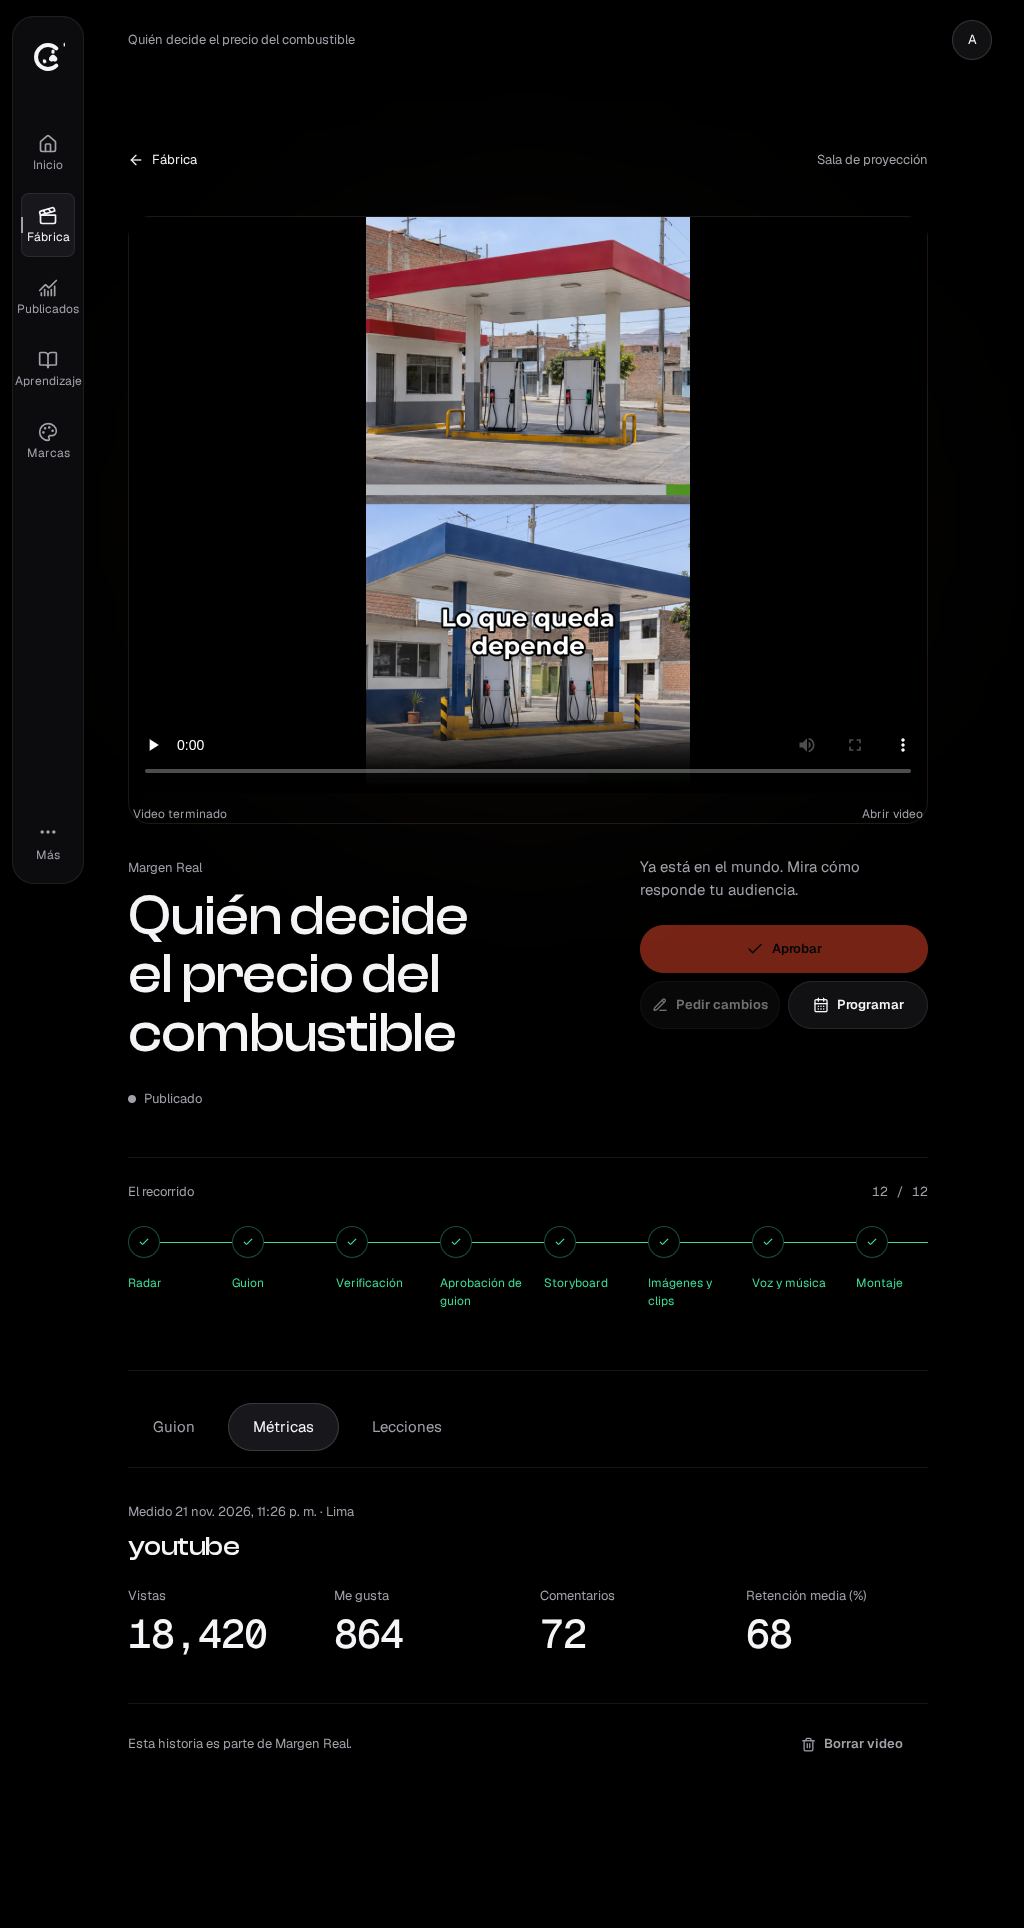 Quién decide el precio del combustible
A
Inicio
Fábrica
Publicados
Aprendizaje
Marcas
Más
Fábrica
Sala de proyección
Lo que queda
depende
0:00
Video terminado
Abrir video
Margen Real
Quién decide
el precio del
combustible
Publicado
Ya está en el mundo. Mira cómo
responde tu audiencia.
Aprobar
Pedir cambios
Programar
El recorrido
12 / 12
Radar
Guion
Verificación
Aprobación de
guion
Storyboard
Imágenes y
clips
Voz y música
Montaje
Guion
Métricas
Lecciones
Medido 21 nov. 2026, 11:26 p. m. · Lima
youtube
Vistas
18,420
Me gusta
864
Comentarios
72
Retención media (%)
68
Esta historia es parte de Margen Real.
Borrar video